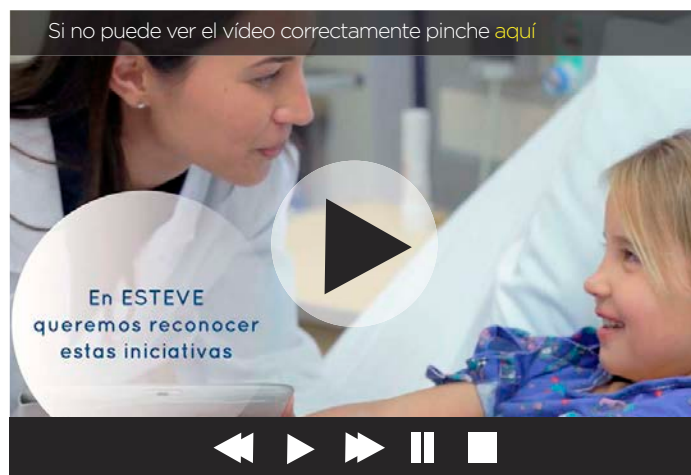 Si no puede ver el vídeo correctamente pinche aquí
En ESTEVE
queremos reconocer
estas iniciativas